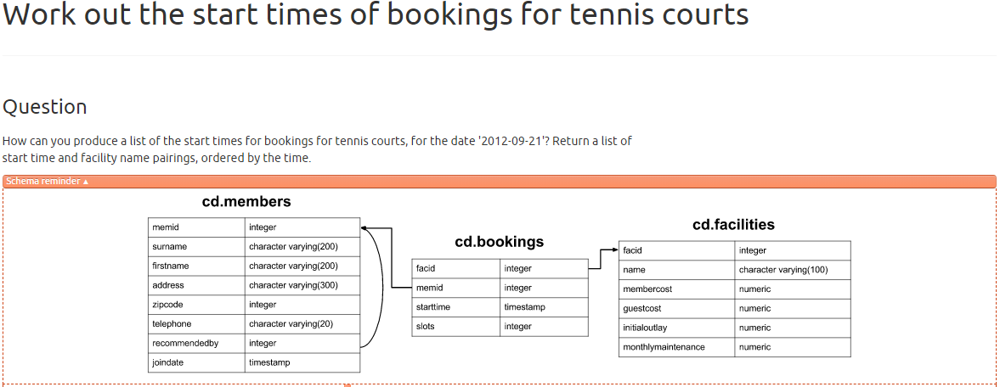 Work out the start times of bookings for tennis courts
Question
How can you produce a list of the start times for bookings for tennis courts, for the date '2012-09-21'? Return a list of
start time and facility name pairings, ordered by the time.
Schema reminder ▲
cd.members
memid integer
surname character varying(200)
firstname character varying(200)
address character varying(300)
zipcode integer
telephone character varying(20)
recommendedby integer
joindate timestamp
cd.bookings
facid integer
memid integer
starttime timestamp
slots integer
cd.facilities
facid integer
name character varying(100)
membercost numeric
guestcost numeric
initialoutlay numeric
monthlymaintenance numeric